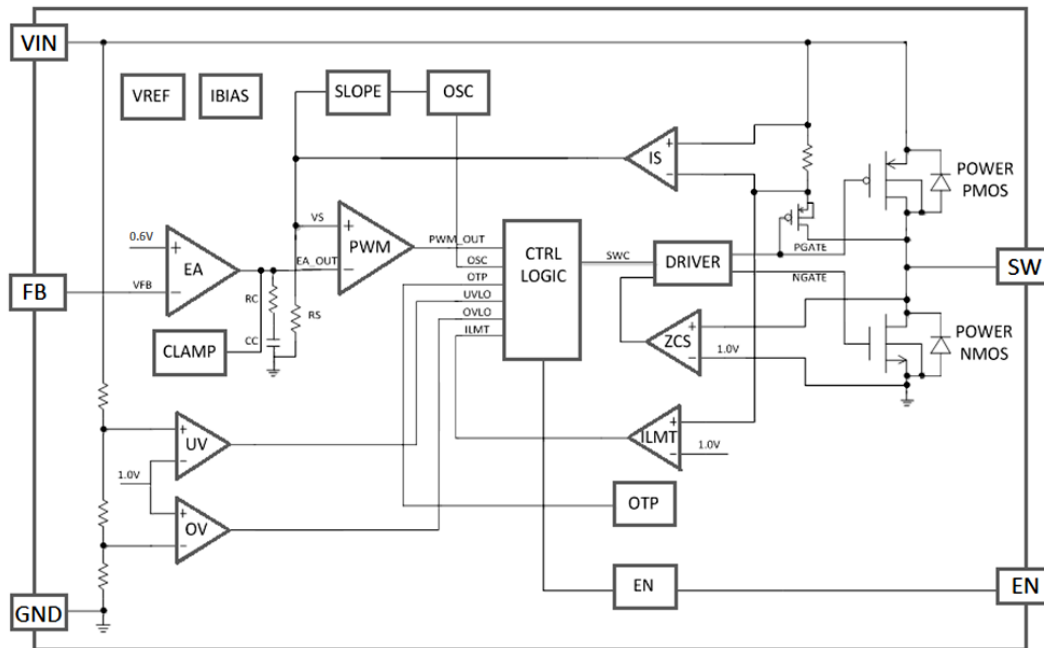 VIN
VREF
IBIAS
SLOPE
OSC
+
IS
−
POWER
PMOS
VS
+
PWM
−
0.6V
+
EA
−
EA_OUT
PWM_OUT
OSC
OTP
UVLO
OVLO
ILMT
CTRL
LOGIC
SWC
DRIVER
PGATE
NGATE
SW
FB
VFB
RC
CC
RS
CLAMP
+
ZCS
−
1.0V
POWER
NMOS
+
UV
−
1.0V
+
OV
−
+
ILMT
−
1.0V
OTP
EN
EN
GND